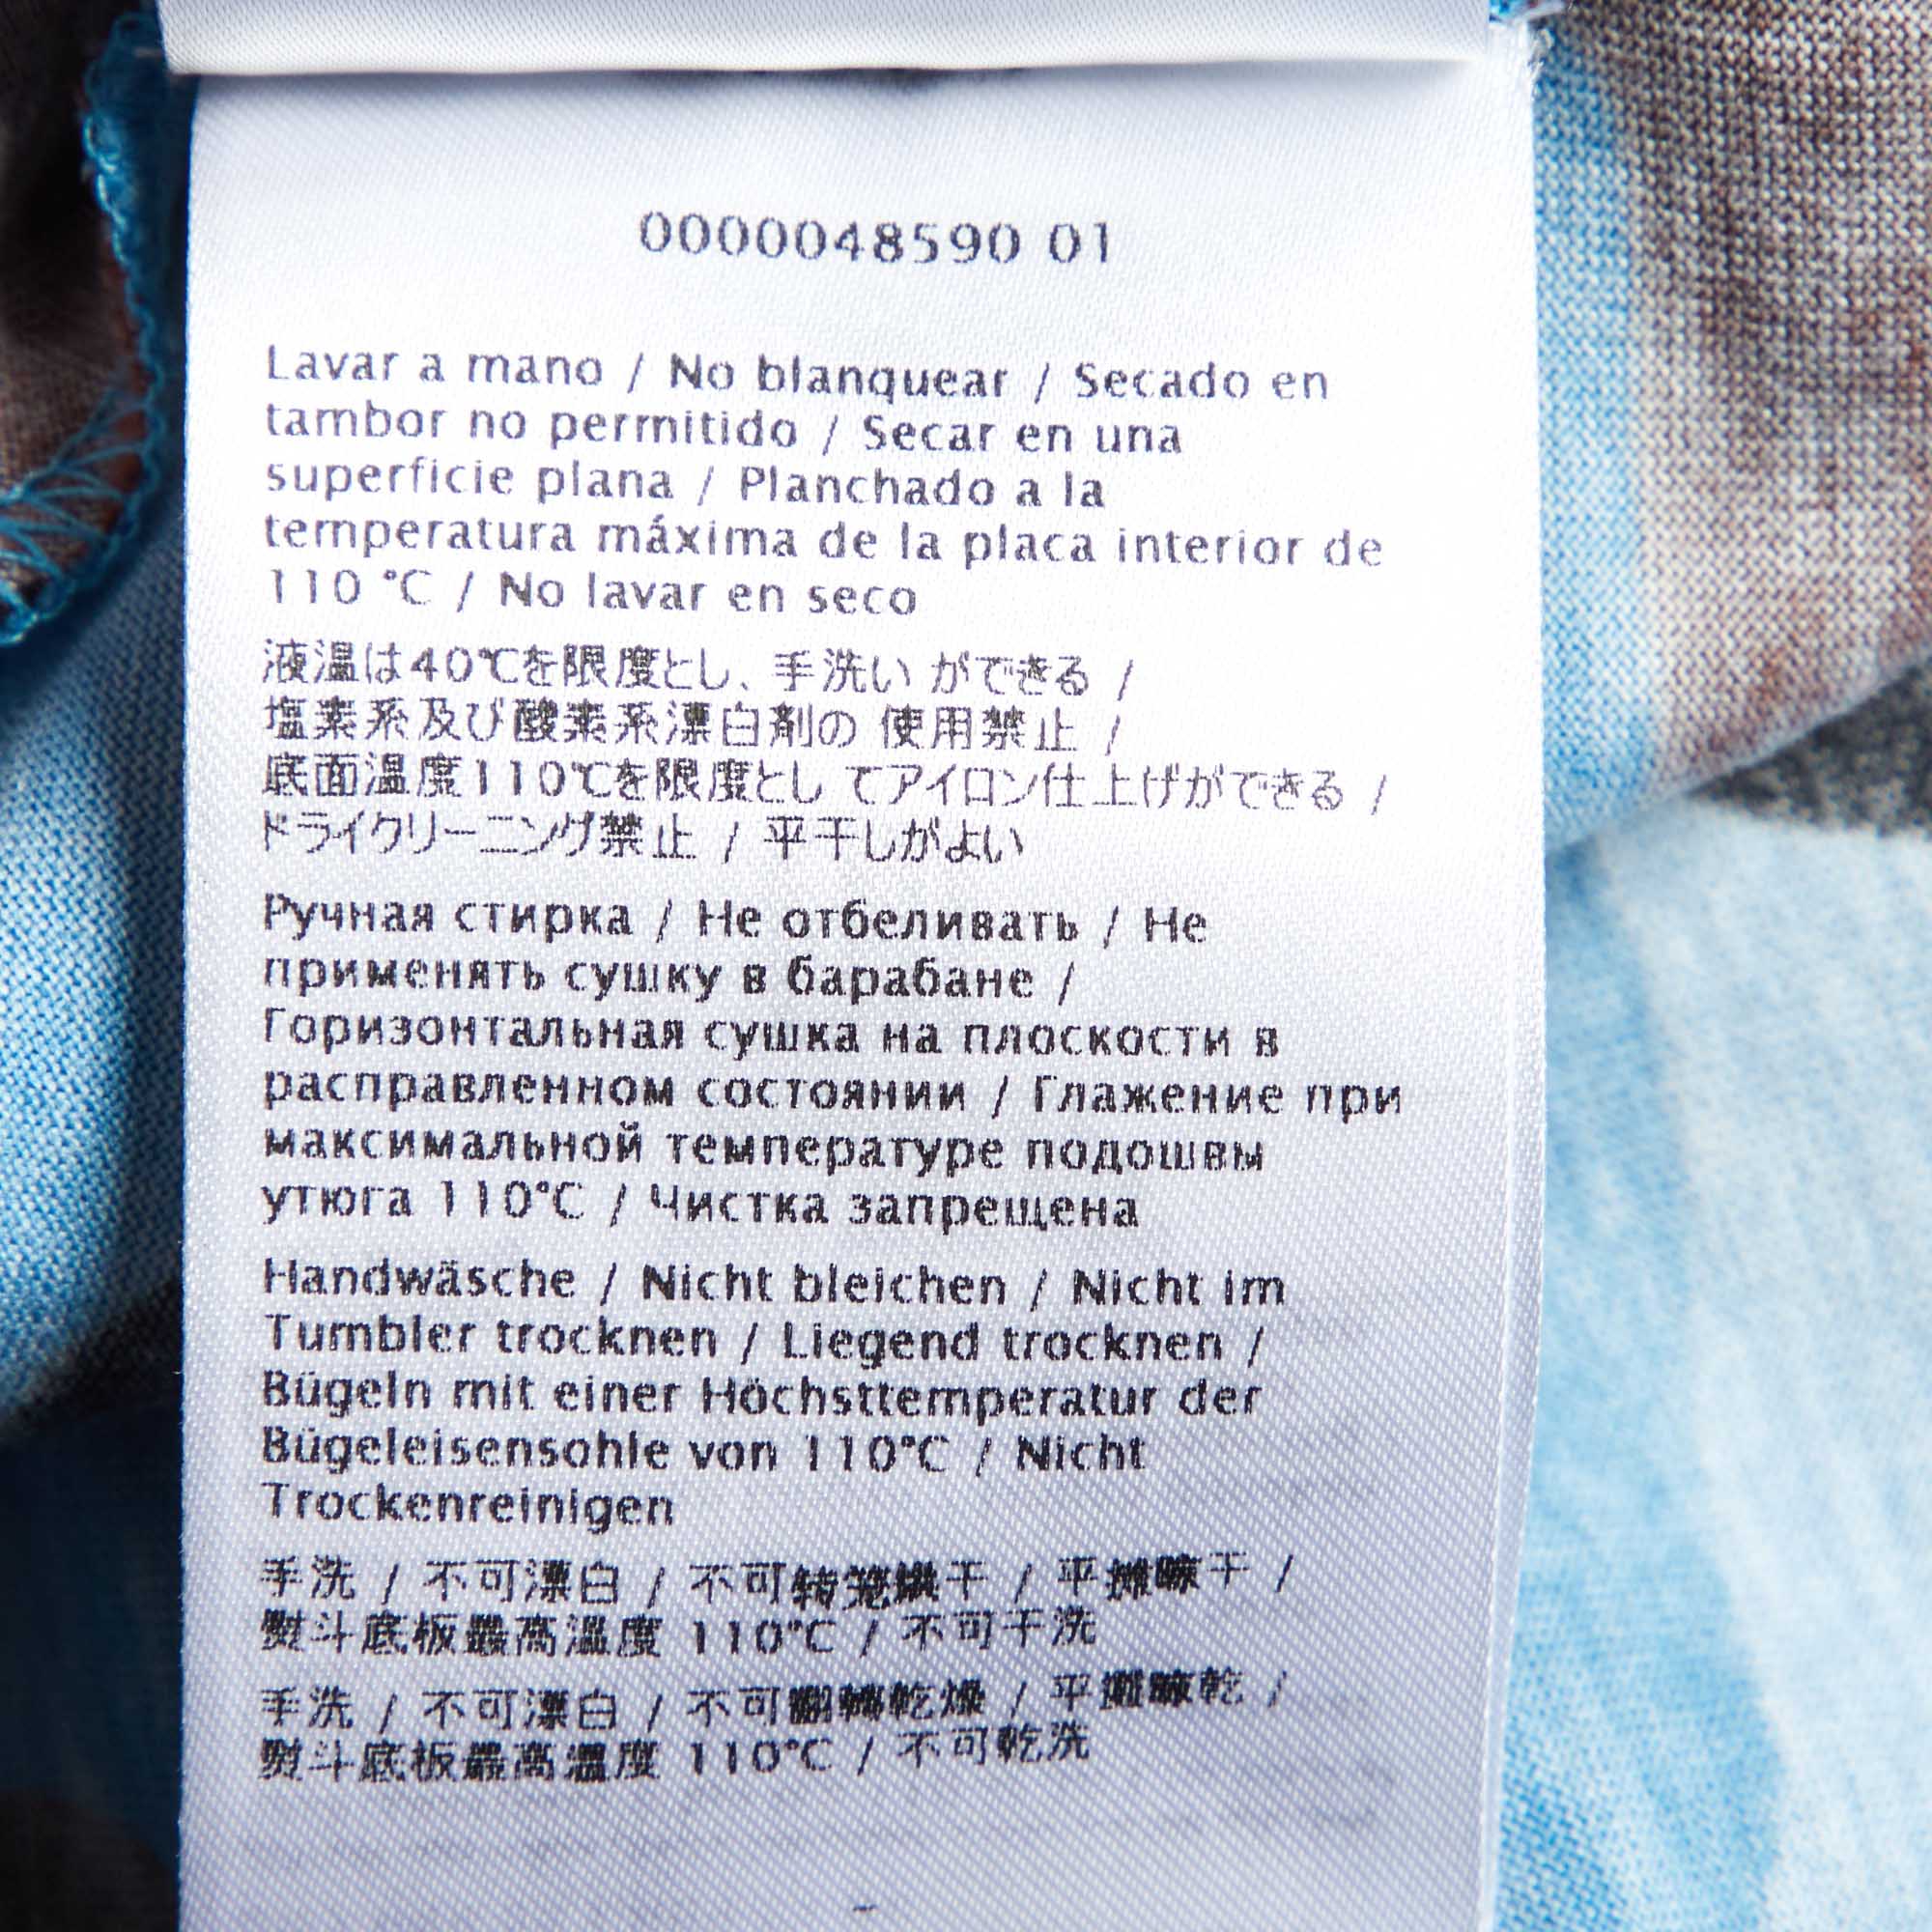 0000048590 01
Lavar a mano / No blanquear / Secado en
tambor no permitido / Secar en una
superficie plana / Planchado a la
temperatura máxima de la placa interior de
110 °C / No lavar en seco
液温は40℃を限度とし、手洗い ができる /
塩素系及び酸素系漂白剤の 使用禁止 /
底面温度110℃を限度とし てアイロン仕上げができる /
ドライクリーニング禁止 / 平干しがよい
Ручная стирка / Не отбеливать / Не
применять сушку в барабане /
Горизонтальная сушка на плоскости в
расправленном состоянии / Глажение при
максимальной температуре подошвы
утюга 110°C / Чистка запрещена
Handwäsche / Nicht bleichen / Nicht im
Tumbler trocknen / Liegend trocknen /
Bügeln mit einer Höchsttemperatur der
Bügeleisensohle von 110°C / Nicht
Trockenreinigen
手洗 / 不可漂白 / 不可转笼烘干 / 平摊晾干 /
熨斗底板最高温度 110°C / 不可干洗
手洗 / 不可漂白 / 不可翻轉乾燥 / 平攤晾乾 /
熨斗底板最高溫度 110°C / 不可乾洗